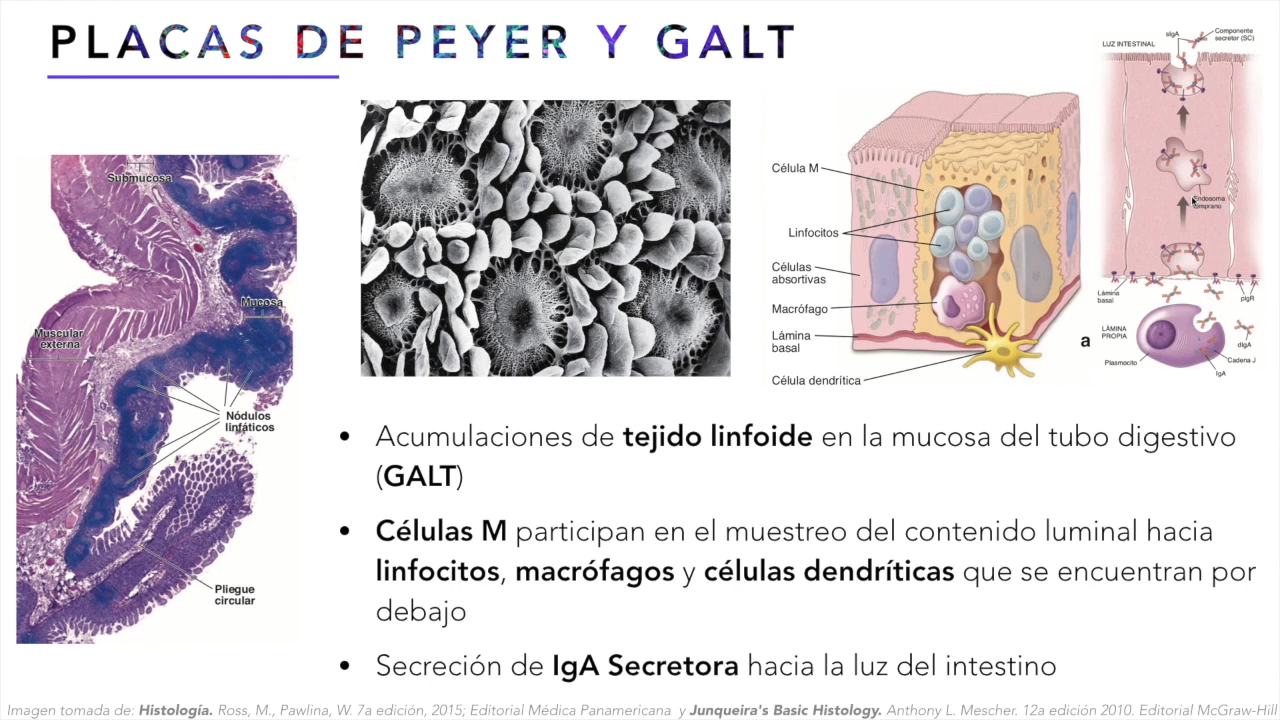 PLACAS DE PEYER Y GALT
Submucosa
Mucosa
Muscular
externa
Nódulos
linfáticos
Pliegue
circular
Célula M
Linfocitos
Células
absortivas
Macrófago
Lámina
basal
Célula dendrítica
a
sIgA
Componente
secretor (SC)
LUZ INTESTINAL
Endosoma
temprano
Lámina
basal
pIgR
LÁMINA
PROPIA
dIgA
Plasmocito
Cadena J
IgA
• Acumulaciones de tejido linfoide en la mucosa del tubo digestivo
(GALT)
• Células M participan en el muestreo del contenido luminal hacia
linfocitos, macrófagos y células dendríticas que se encuentran por
debajo
• Secreción de IgA Secretora hacia la luz del intestino
Imagen tomada de: Histología. Ross, M., Pawlina, W. 7a edición, 2015; Editorial Médica Panamericana y Junqueira's Basic Histology. Anthony L. Mescher. 12a edición 2010. Editorial McGraw-Hill